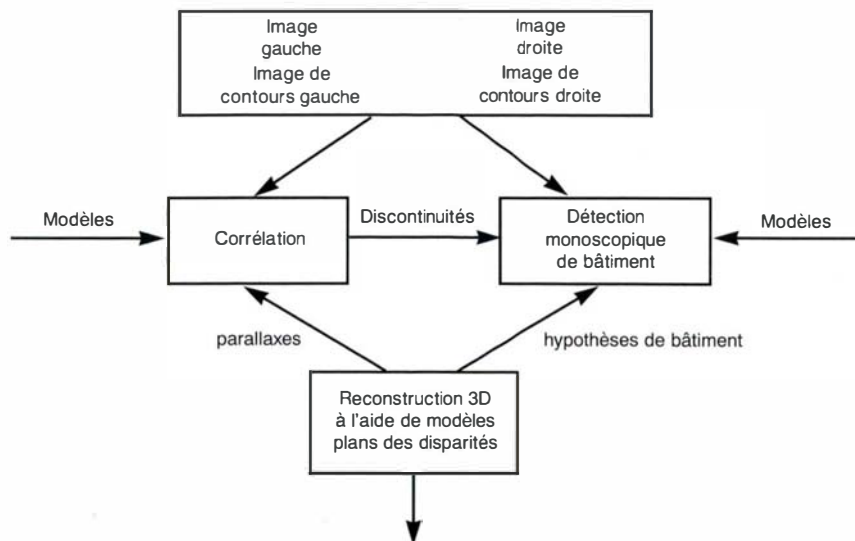 Image
gauche
Image de
contours gauche
Image
droite
Image de
contours droite
Modèles
Corrélation
Discontinuités
Détection
monoscopique
de bâtiment
Modèles
parallaxes
hypothèses de bâtiment
Reconstruction 3D
à l'aide de modèles
plans des disparités